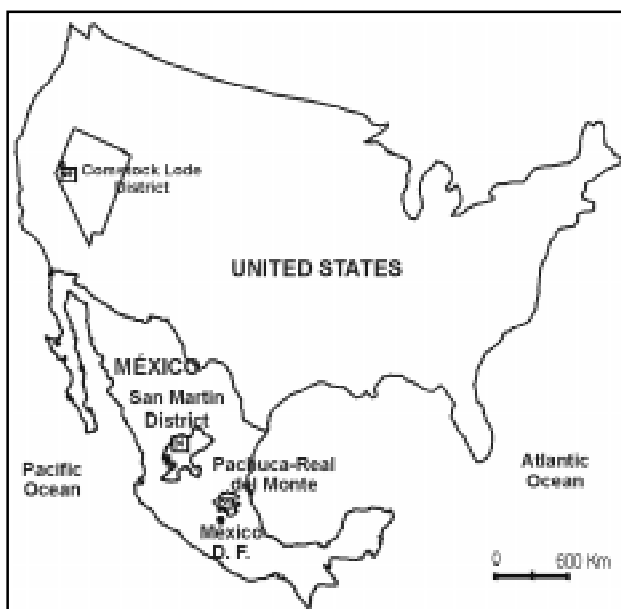 Comstock Lode
District
UNITED STATES
MÉXICO
San Martin
District
Pachuca-Real
del Monte
Pacific
Ocean
Atlantic
Ocean
México
D. F.
0 600 Km